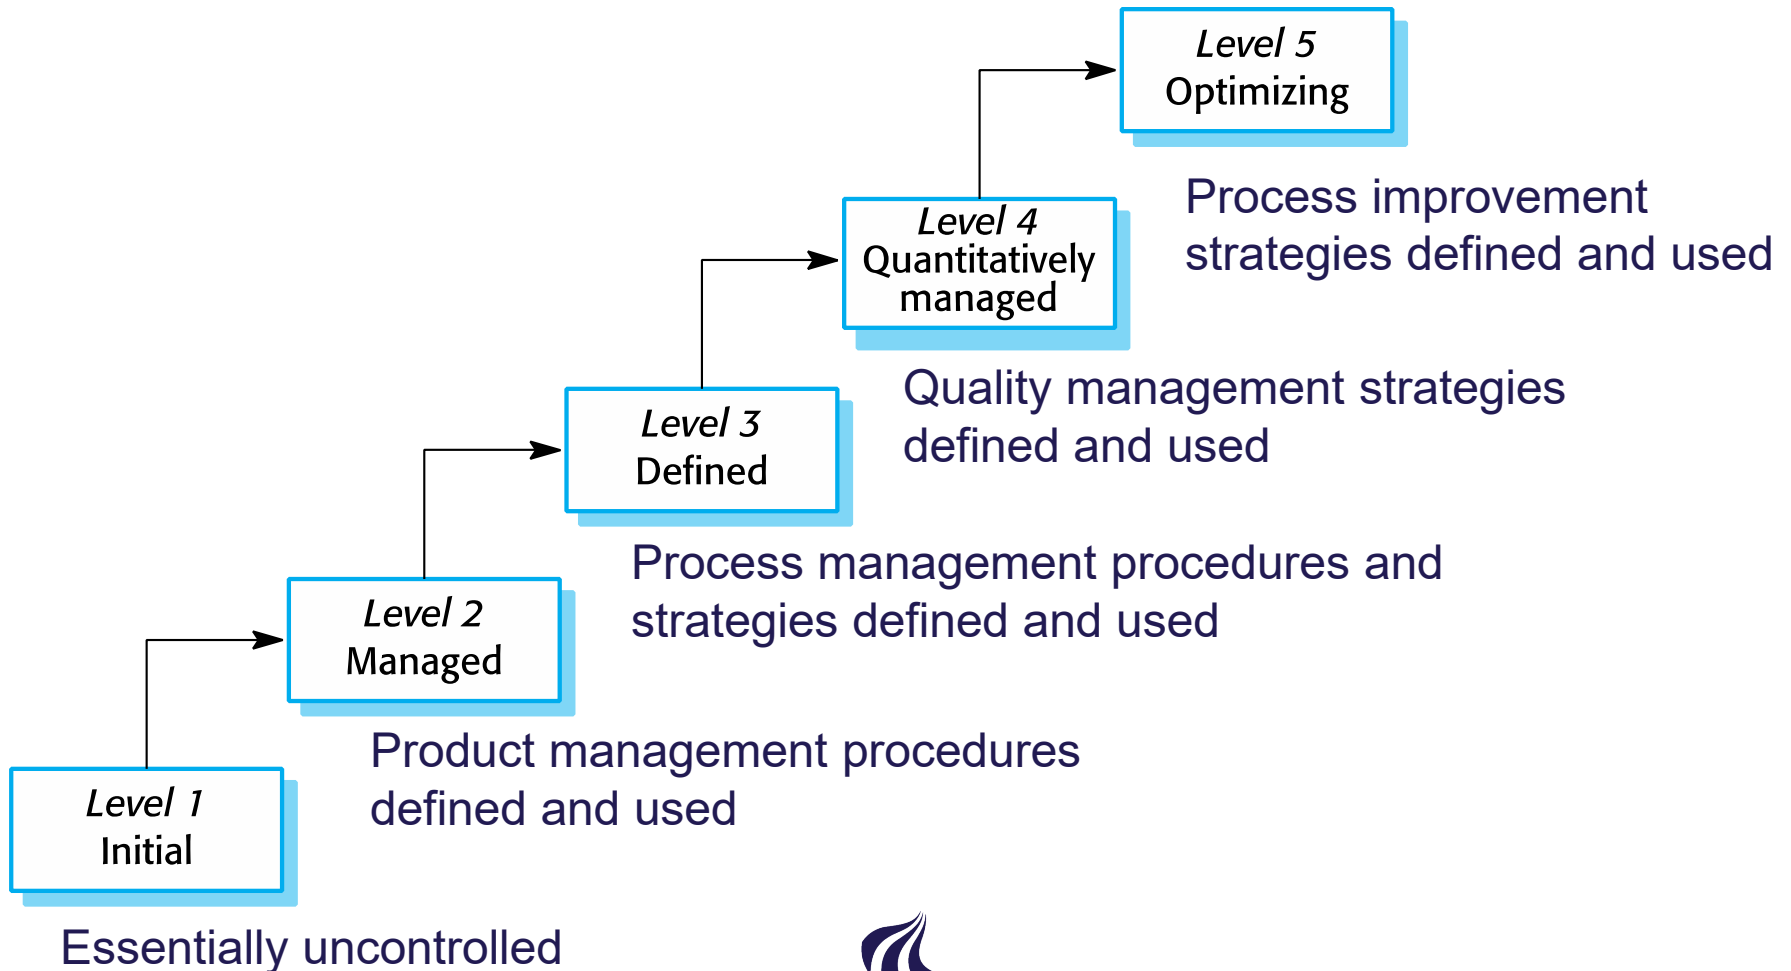 Level 5
Optimizing
Process improvement
strategies defined and used
Level 4
Quantitatively
managed
Quality management strategies
defined and used
Level 3
Defined
Process management procedures and
strategies defined and used
Level 2
Managed
Product management procedures
defined and used
Level 1
Initial
Essentially uncontrolled